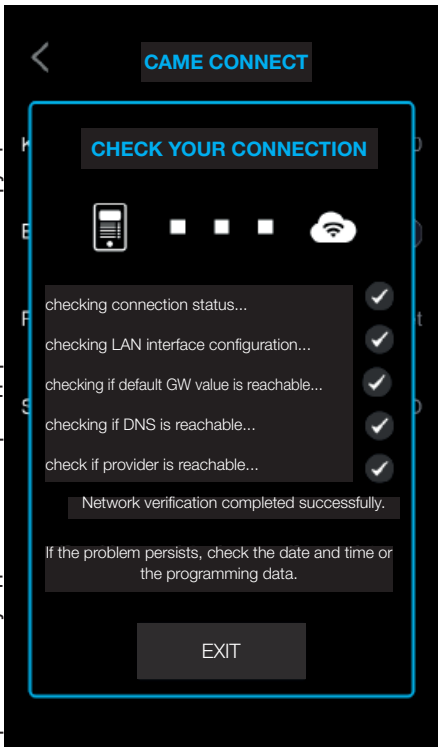 CAME CONNECT
CHECK YOUR CONNECTION
checking connection status...
checking LAN interface configuration...
checking if default GW value is reachable...
checking if DNS is reachable...
check if provider is reachable...
Network verification completed successfully.
If the problem persists, check the date and time or
the programming data.
EXIT